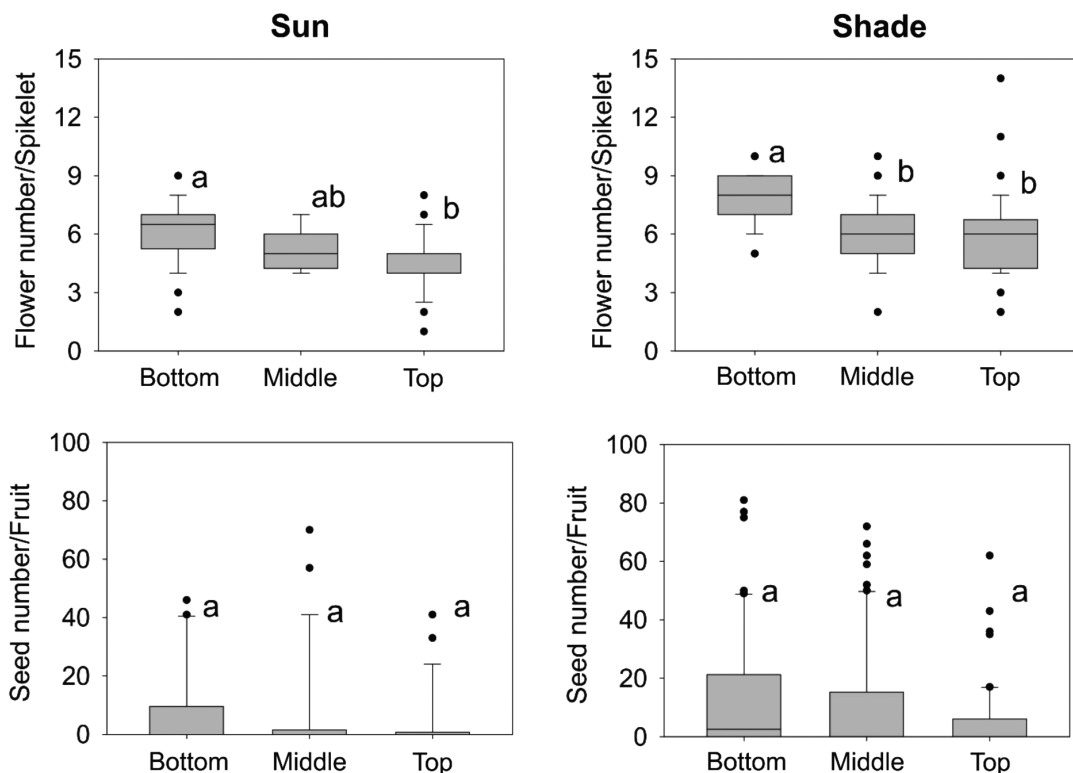 Sun
Flower number/Spikelet
15
12
9
6
3
0
a
ab
b
Bottom Middle Top
Shade
Flower number/Spikelet
15
12
9
6
3
0
a
b
b
Bottom Middle Top
Seed number/Fruit
100
80
60
40
20
0
a
a
a
Bottom Middle Top
Seed number/Fruit
100
80
60
40
20
0
a
a
a
Bottom Middle Top